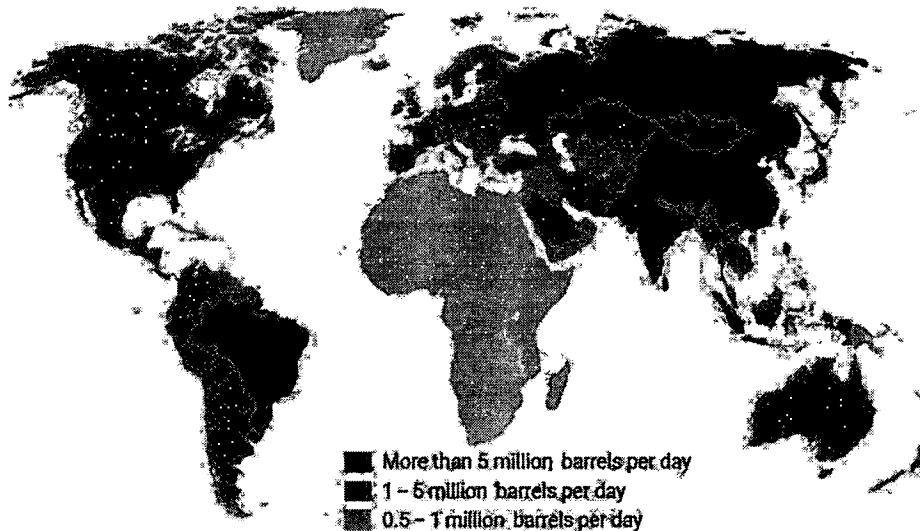 More than 5 million barrels per day
1 – 5 million barrels per day
0.5 – 1 million barrels per day